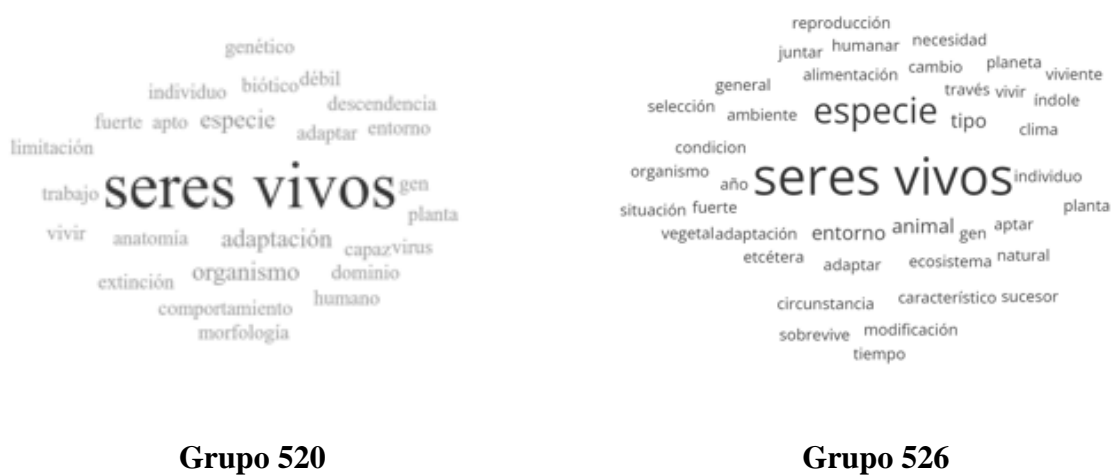 genético
biótico débil
individuo
descendencia
fuerte apto especie
adaptar entorno
limitación
trabajo seres vivos gen
planta
vivir anatomía adaptación capaz virus
extinción organismo dominio
comportamiento humano
morfología
Grupo 520
reproducción
juntar humanar necesidad
alimentación cambio planeta viviente
general
través vivir índole
selección ambiente especie tipo clima
condicion
organismo año seres vivos individuo
situación fuerte planta
vegetal adaptación entorno animal gen aptar
etcétera adaptar ecosistema natural
circunstancia característico sucesor
sobrevive modificación
tiempo
Grupo 526